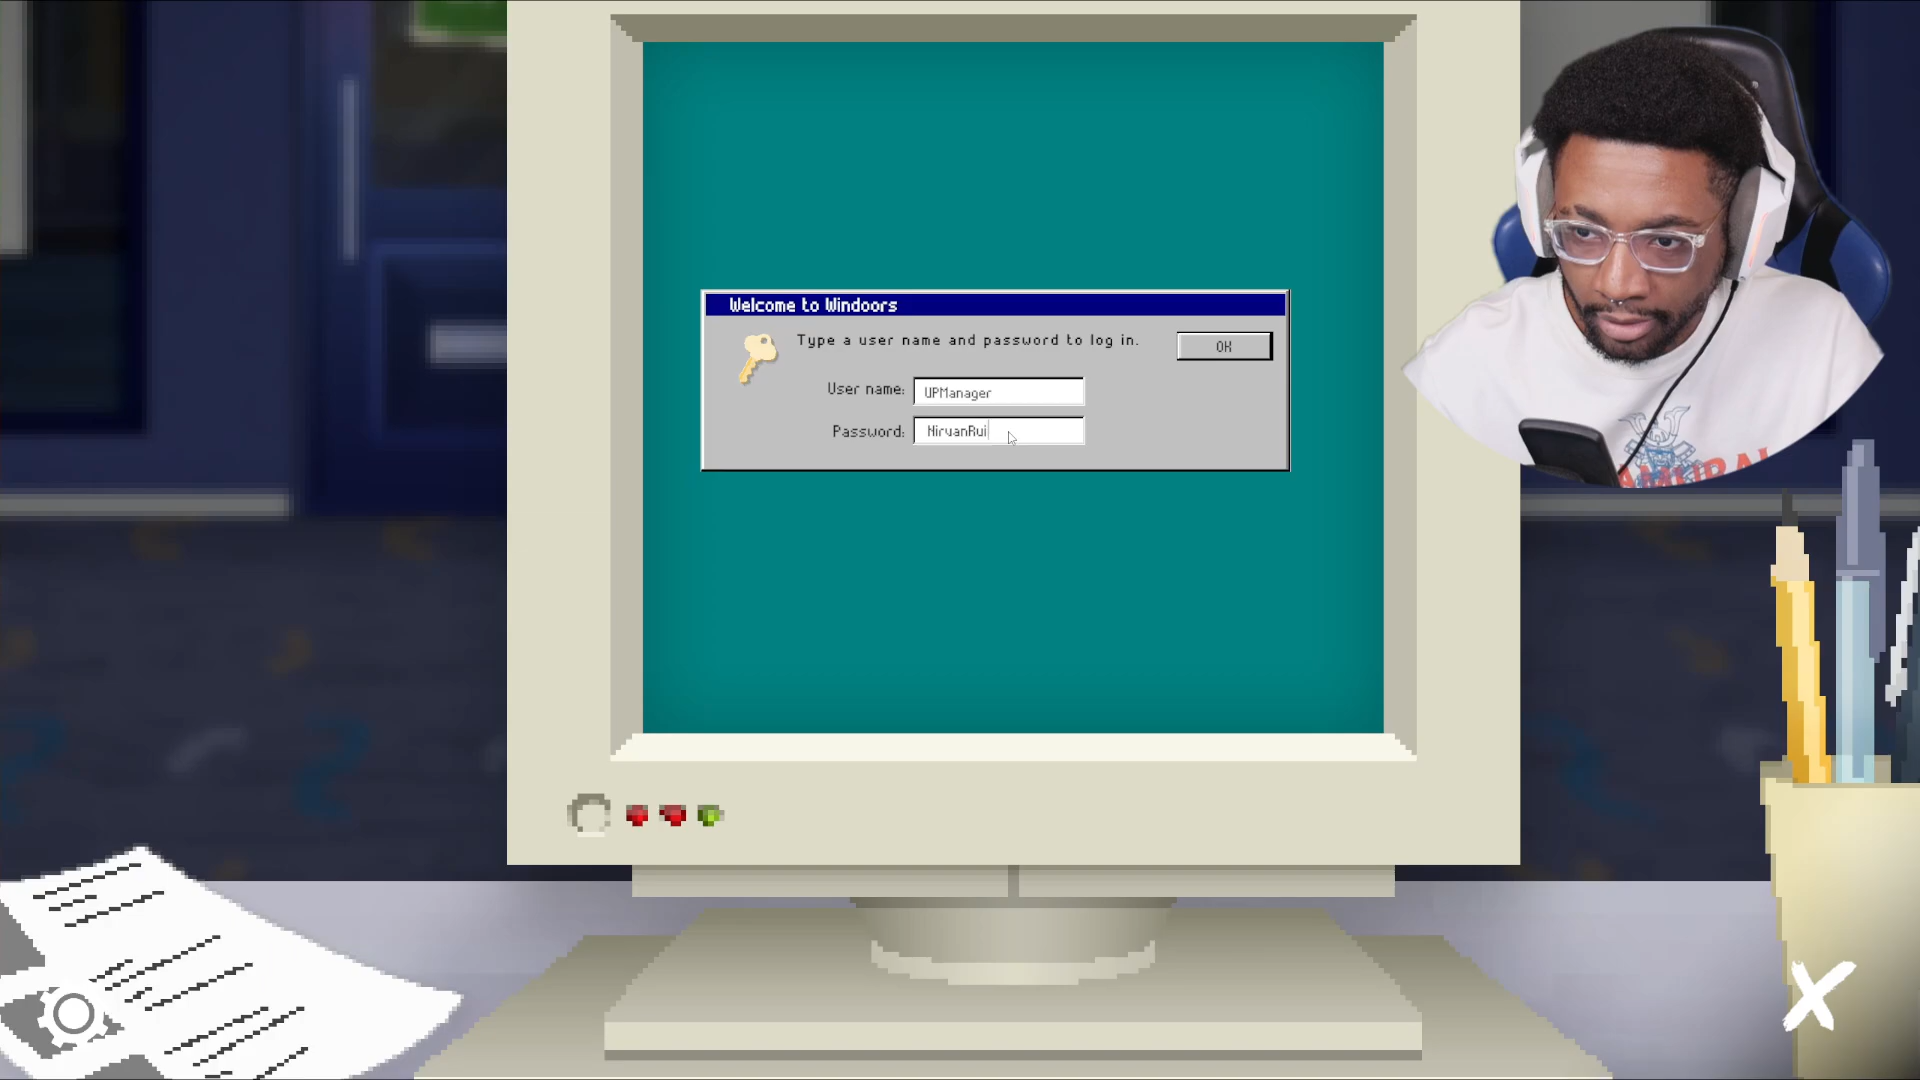 Welcome to Windoors
Type a user name and password to log in.
OK
User name: UPManager
Password: NirvanRui